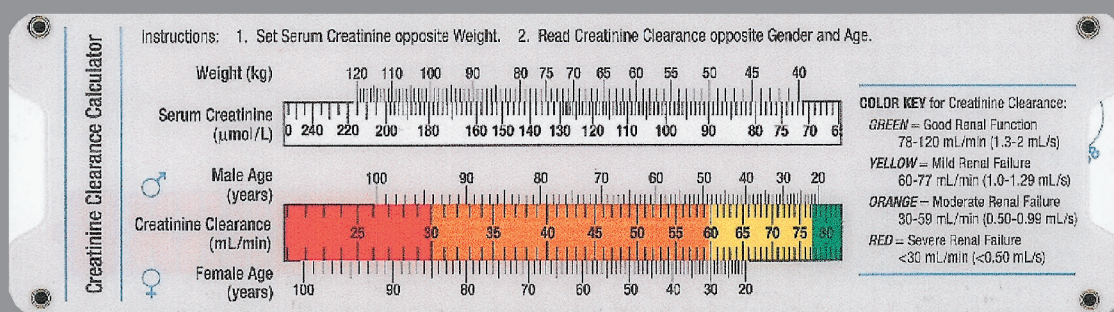 Creatinine Clearance Calculator
Instructions: 1. Set Serum Creatinine opposite Weight. 2. Read Creatinine Clearance opposite Gender and Age.
Weight (kg) 120 110 100 90 80 75 70 65 60 55 50 45 40
Serum Creatinine
(µmol/L) 0 240 220 200 180 160 150 140 130 120 110 100 90 80 75 70 6
♂ Male Age
(years) 100 90 80 70 60 50 40 30 20
Creatinine Clearance
(mL/min) 25 30 35 40 45 50 55 60 65 70 75 80
♀ Female Age
(years) 100 90 80 70 60 50 40 30 20
COLOR KEY for Creatinine Clearance:
GREEN = Good Renal Function
78-120 mL/min (1.3-2 mL/s)
YELLOW = Mild Renal Failure
60-77 mL/min (1.0-1.29 mL/s)
ORANGE = Moderate Renal Failure
30-59 mL/min (0.50-0.99 mL/s)
RED = Severe Renal Failure
<30 mL/min (<0.50 mL/s)